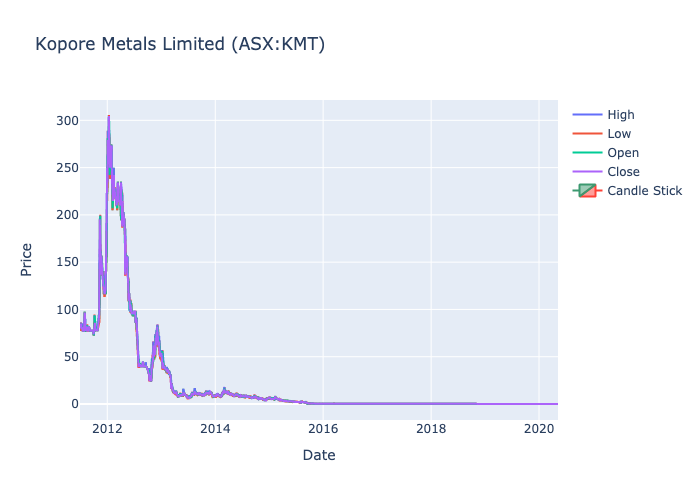 Kopore Metals Limited (ASX:KMT)
300
250
200
150
100
50
0
Price
2012
2014
2016
2018
2020
Date
High
Low
Open
Close
Candle Stick